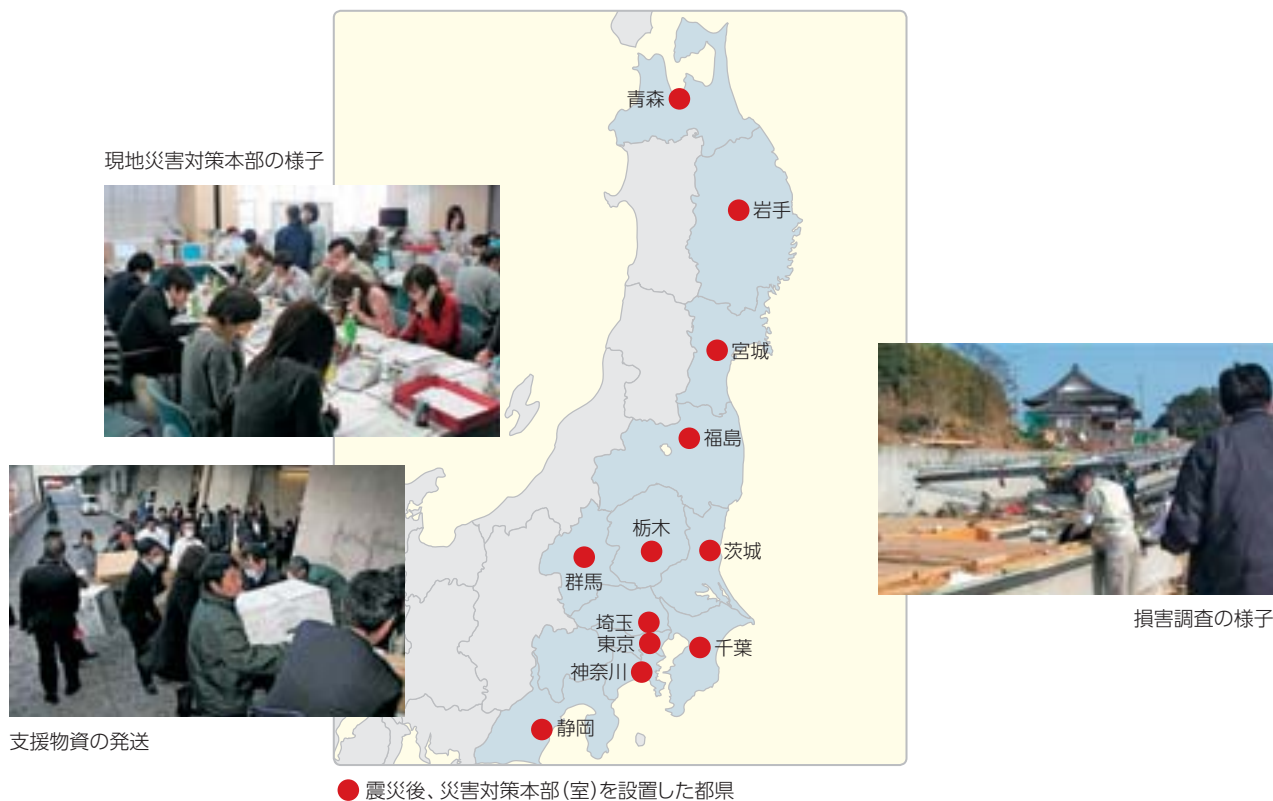 青森
現地災害対策本部の様子
岩手
宮城
福島
栃木
茨城
群馬
埼玉
東京
千葉
神奈川
静岡
損害調査の様子
支援物資の発送
震災後、災害対策本部(室)を設置した都県